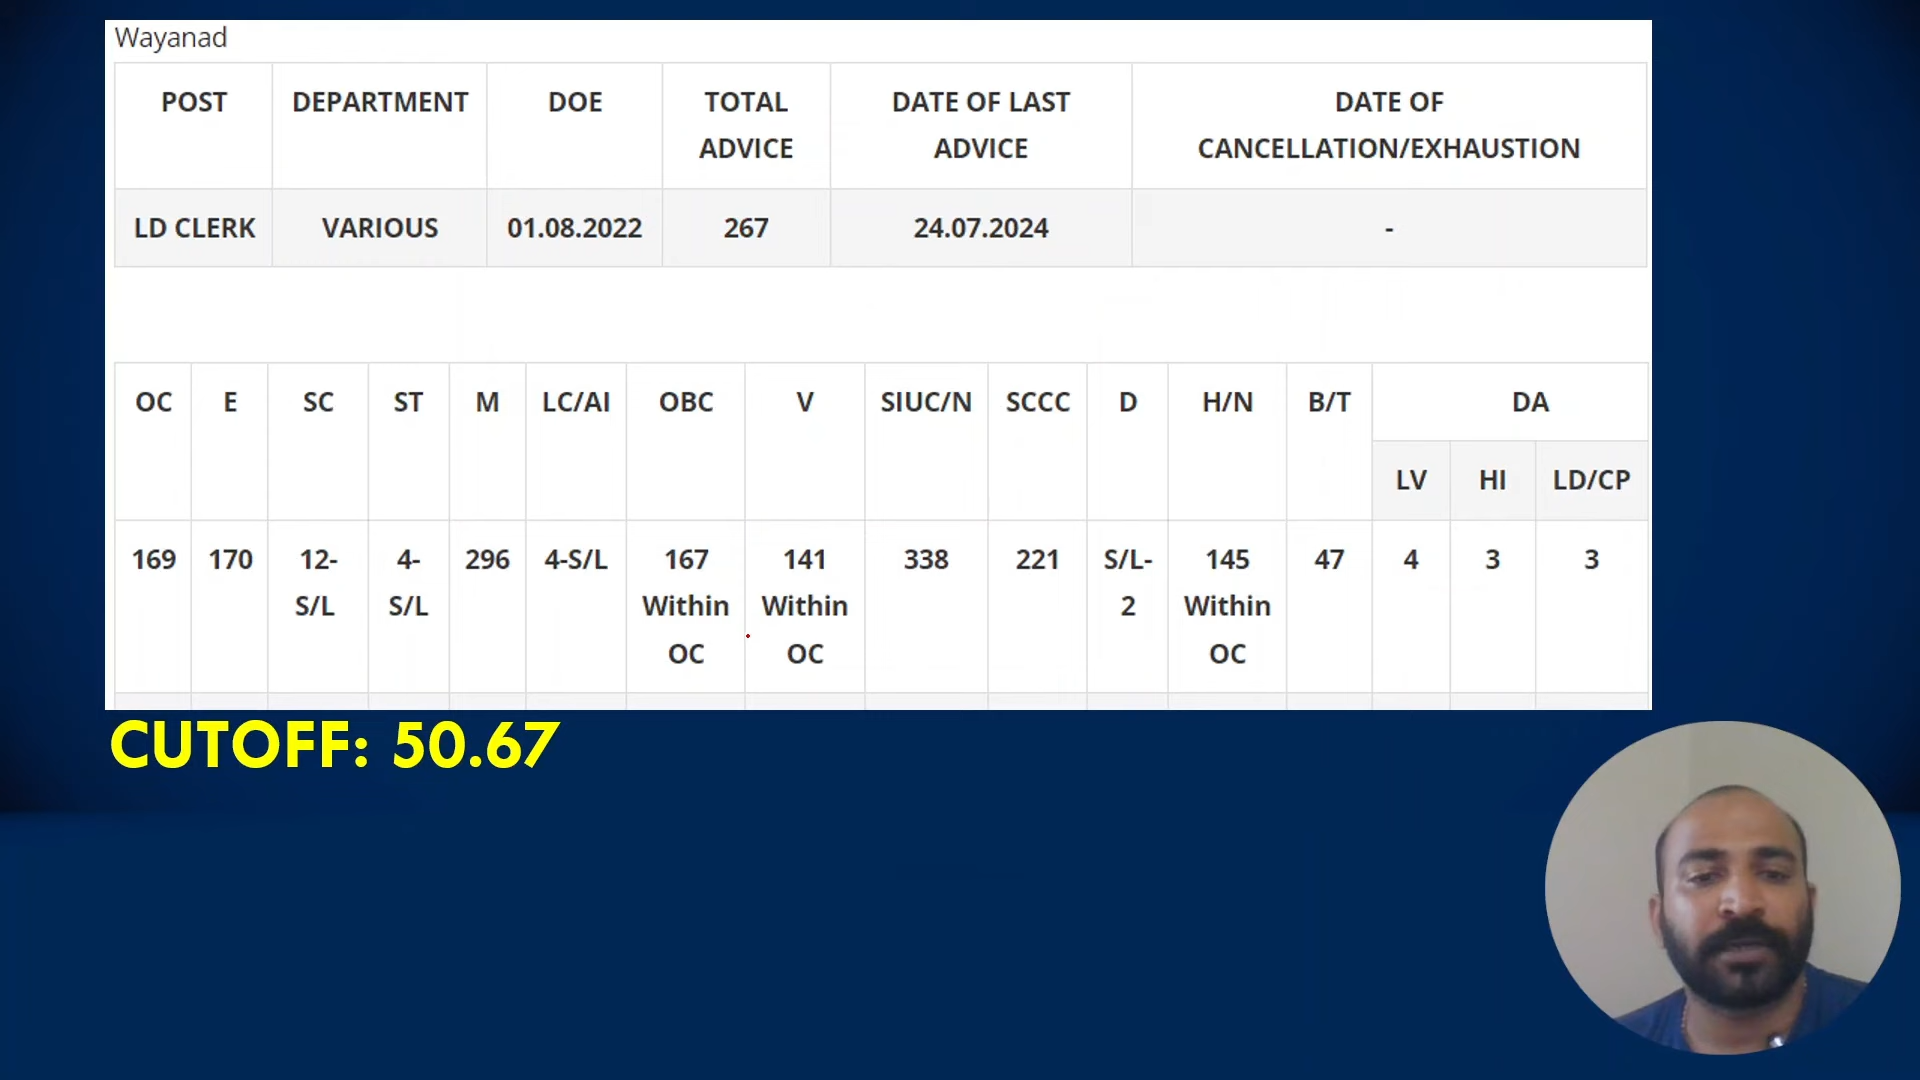 Wayanad
POST DEPARTMENT DOE TOTAL ADVICE DATE OF LAST ADVICE DATE OF CANCELLATION/EXHAUSTION
LD CLERK VARIOUS 01.08.2022 267 24.07.2024 -
OC E SC ST M LC/AI OBC V SIUC/N SCCC D H/N B/T DA
LV HI LD/CP
169 170 12-S/L 4-S/L 296 4-S/L 167 Within OC 141 Within OC 338 221 S/L-2 145 Within OC 47 4 3 3
CUTOFF: 50.67